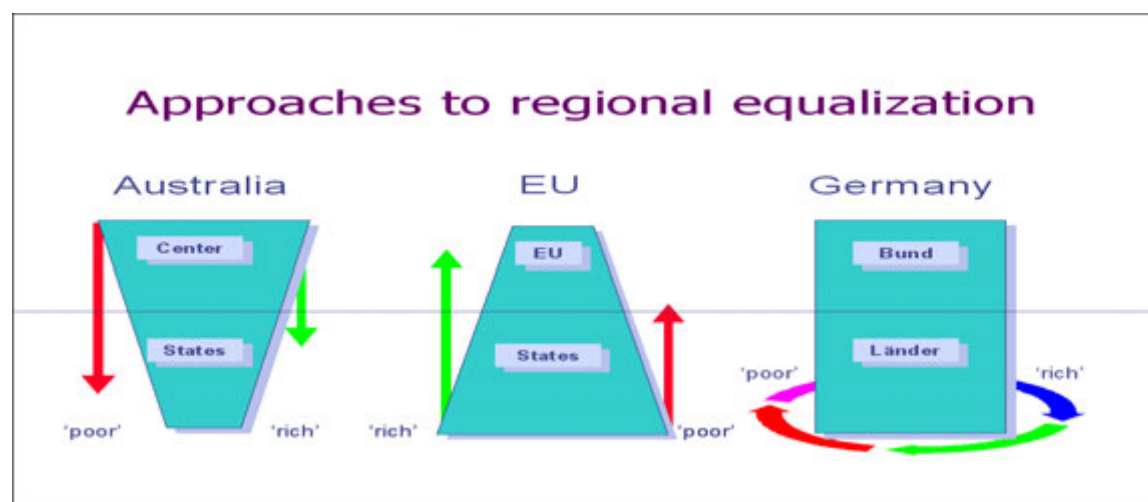 Approaches to regional equalization
Australia
EU
Germany
Center
EU
Bund
States
States
Länder
'poor'
'rich'
'poor'
'rich'
'rich'
'poor'